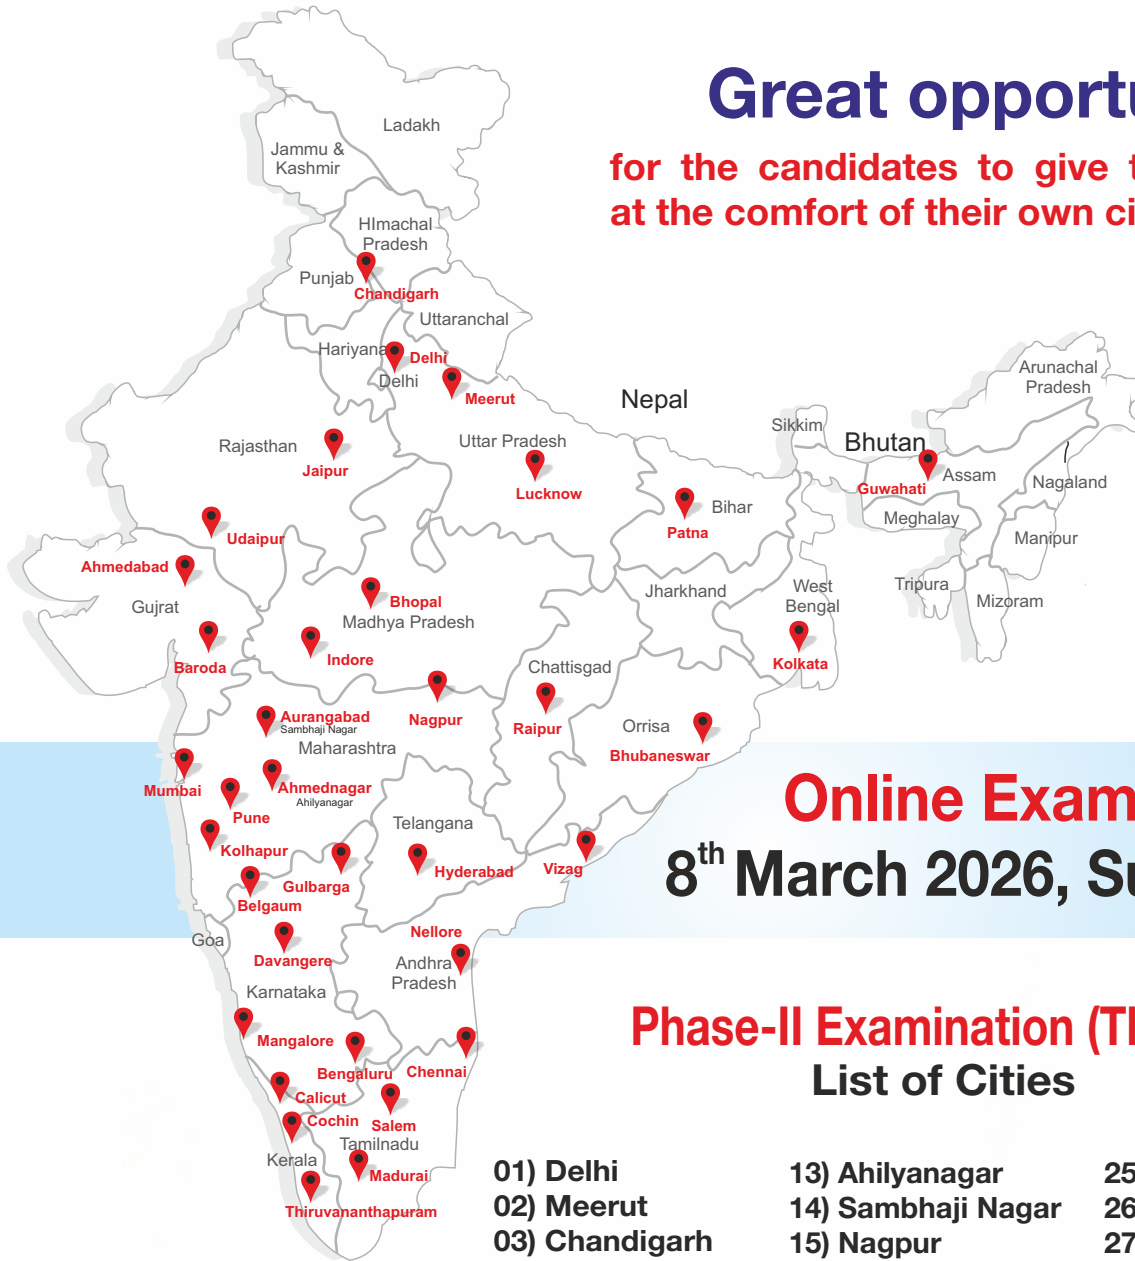 Great opportu
for the candidates to give t
at the comfort of their own ci
Ladakh
Jammu &
Kashmir
HImachal
Pradesh
Punjab
Chandigarh
Uttaranchal
Hariyana
Delhi
Delhi
Meerut
Nepal
Arunachal
Pradesh
Sikkim
Bhutan
Rajasthan
Jaipur
Uttar Pradesh
Lucknow
Guwahati
Assam
Nagaland
Bihar
Patna
Meghalay
Manipur
Udaipur
Ahmedabad
Gujrat
Bhopal
Madhya Pradesh
Jharkhand
West
Bengal
Tripura
Mizoram
Baroda
Indore
Kolkata
Chattisgad
Nagpur
Raipur
Orrisa
Bhubaneswar
Aurangabad
Sambhaji Nagar
Maharashtra
Mumbai
Ahmednagar
Ahilyanagar
Pune
Kolhapur
Telangana
Hyderabad
Vizag
Gulbarga
Belgaum
Online Exam
8th March 2026, Su
Goa
Davangere
Nellore
Andhra
Pradesh
Karnataka
Mangalore
Bengaluru
Chennai
Calicut
Cochin
Salem
Tamilnadu
Kerala
Madurai
Thiruvananthapuram
Phase-II Examination (Th
List of Cities
01) Delhi
02) Meerut
03) Chandigarh
13) Ahilyanagar
14) Sambhaji Nagar
15) Nagpur
25
26
27